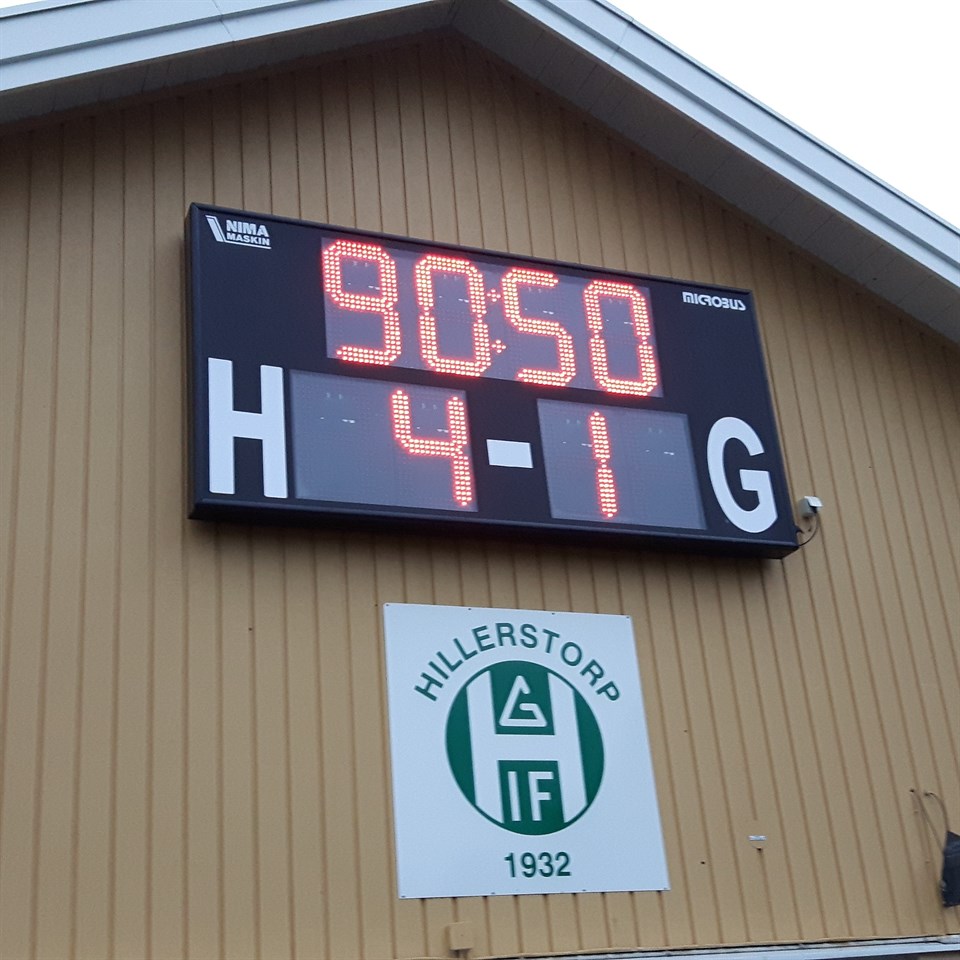 NIMA
MASKIN
MICROBUS
90:50
H 4 - 1 G
HILLERSTORP
G
H
IF
1932